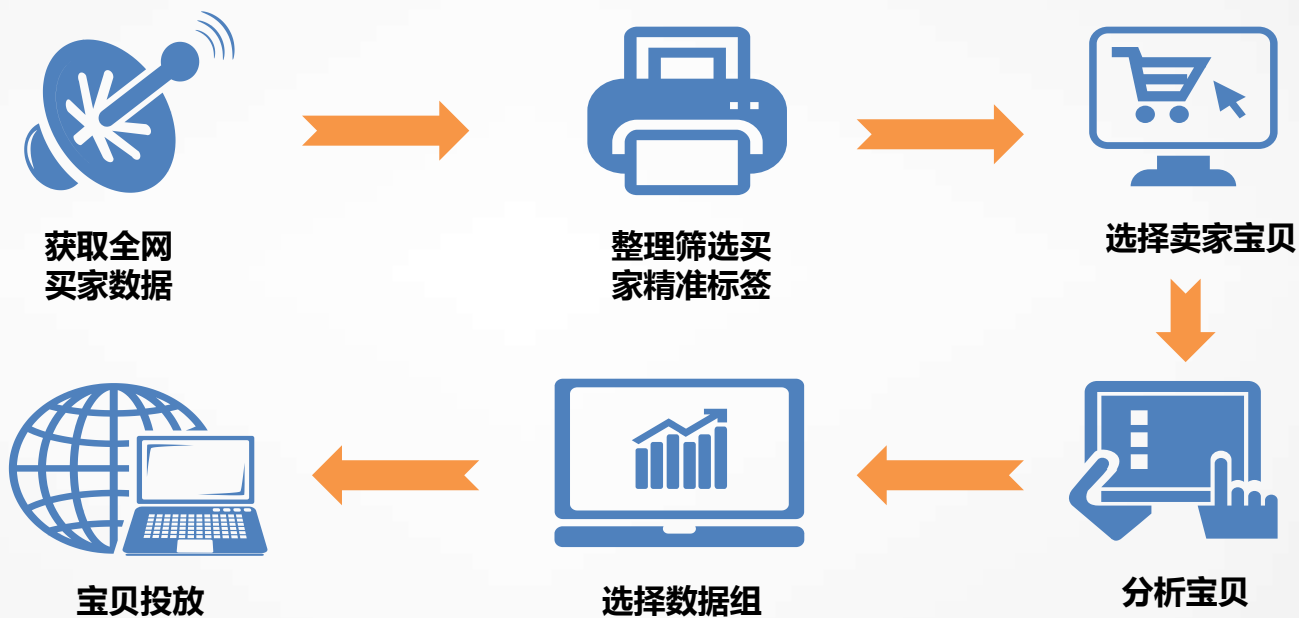 获取全网
买家数据
整理筛选买
家精准标签
选择卖家宝贝
分析宝贝
选择数据组
宝贝投放